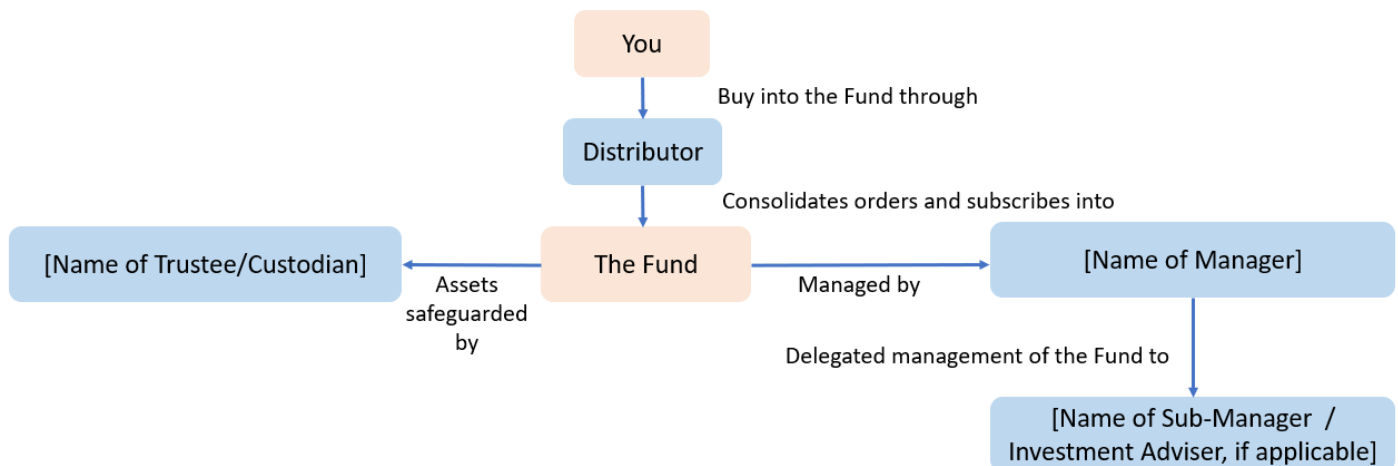 You
Buy into the Fund through
Distributor
Consolidates orders and subscribes into
[Name of Trustee/Custodian]
Assets
safeguarded
by
The Fund
Managed by
[Name of Manager]
Delegated management of the Fund to
[Name of Sub-Manager /
Investment Adviser, if applicable]